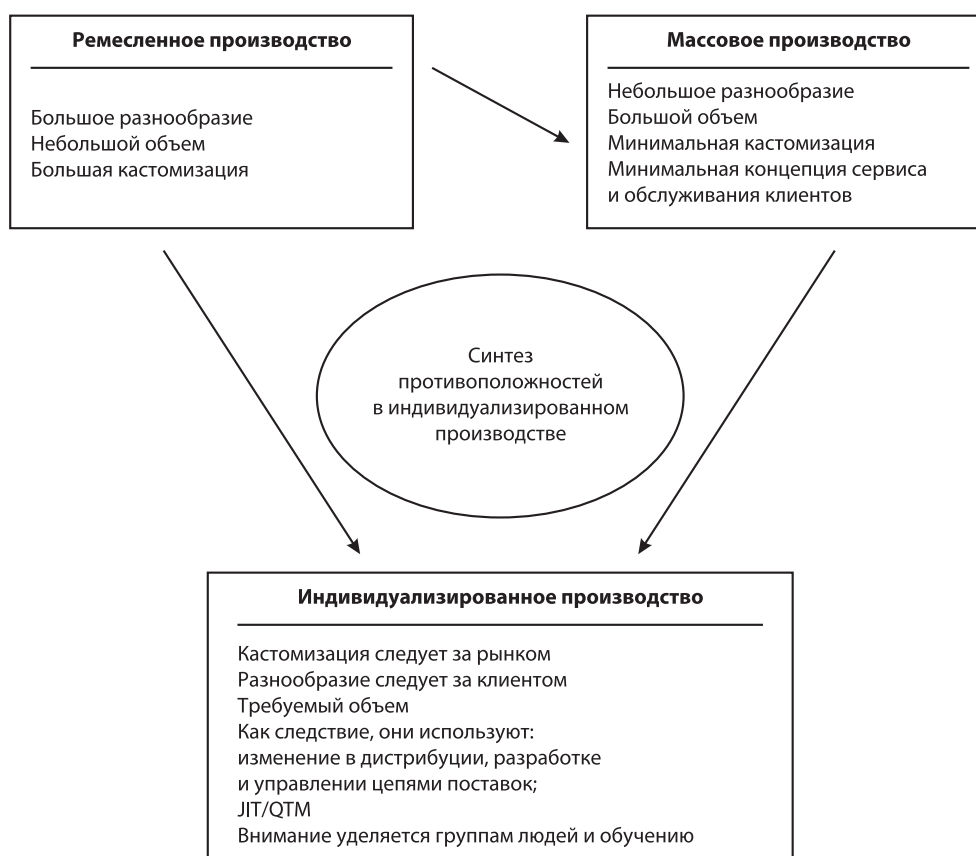 Ремесленное производство
Большое разнообразие
Небольшой объем
Большая кастомизация
Массовое производство
Небольшое разнообразие
Большой объем
Минимальная кастомизация
Минимальная концепция сервиса
и обслуживания клиентов
Синтез
противоположностей
в индивидуализированном
производстве
Индивидуализированное производство
Кастомизация следует за рынком
Разнообразие следует за клиентом
Требуемый объем
Как следствие, они используют:
изменение в дистрибуции, разработке
и управлении цепями поставок;
JIT/QTM
Внимание уделяется группам людей и обучению